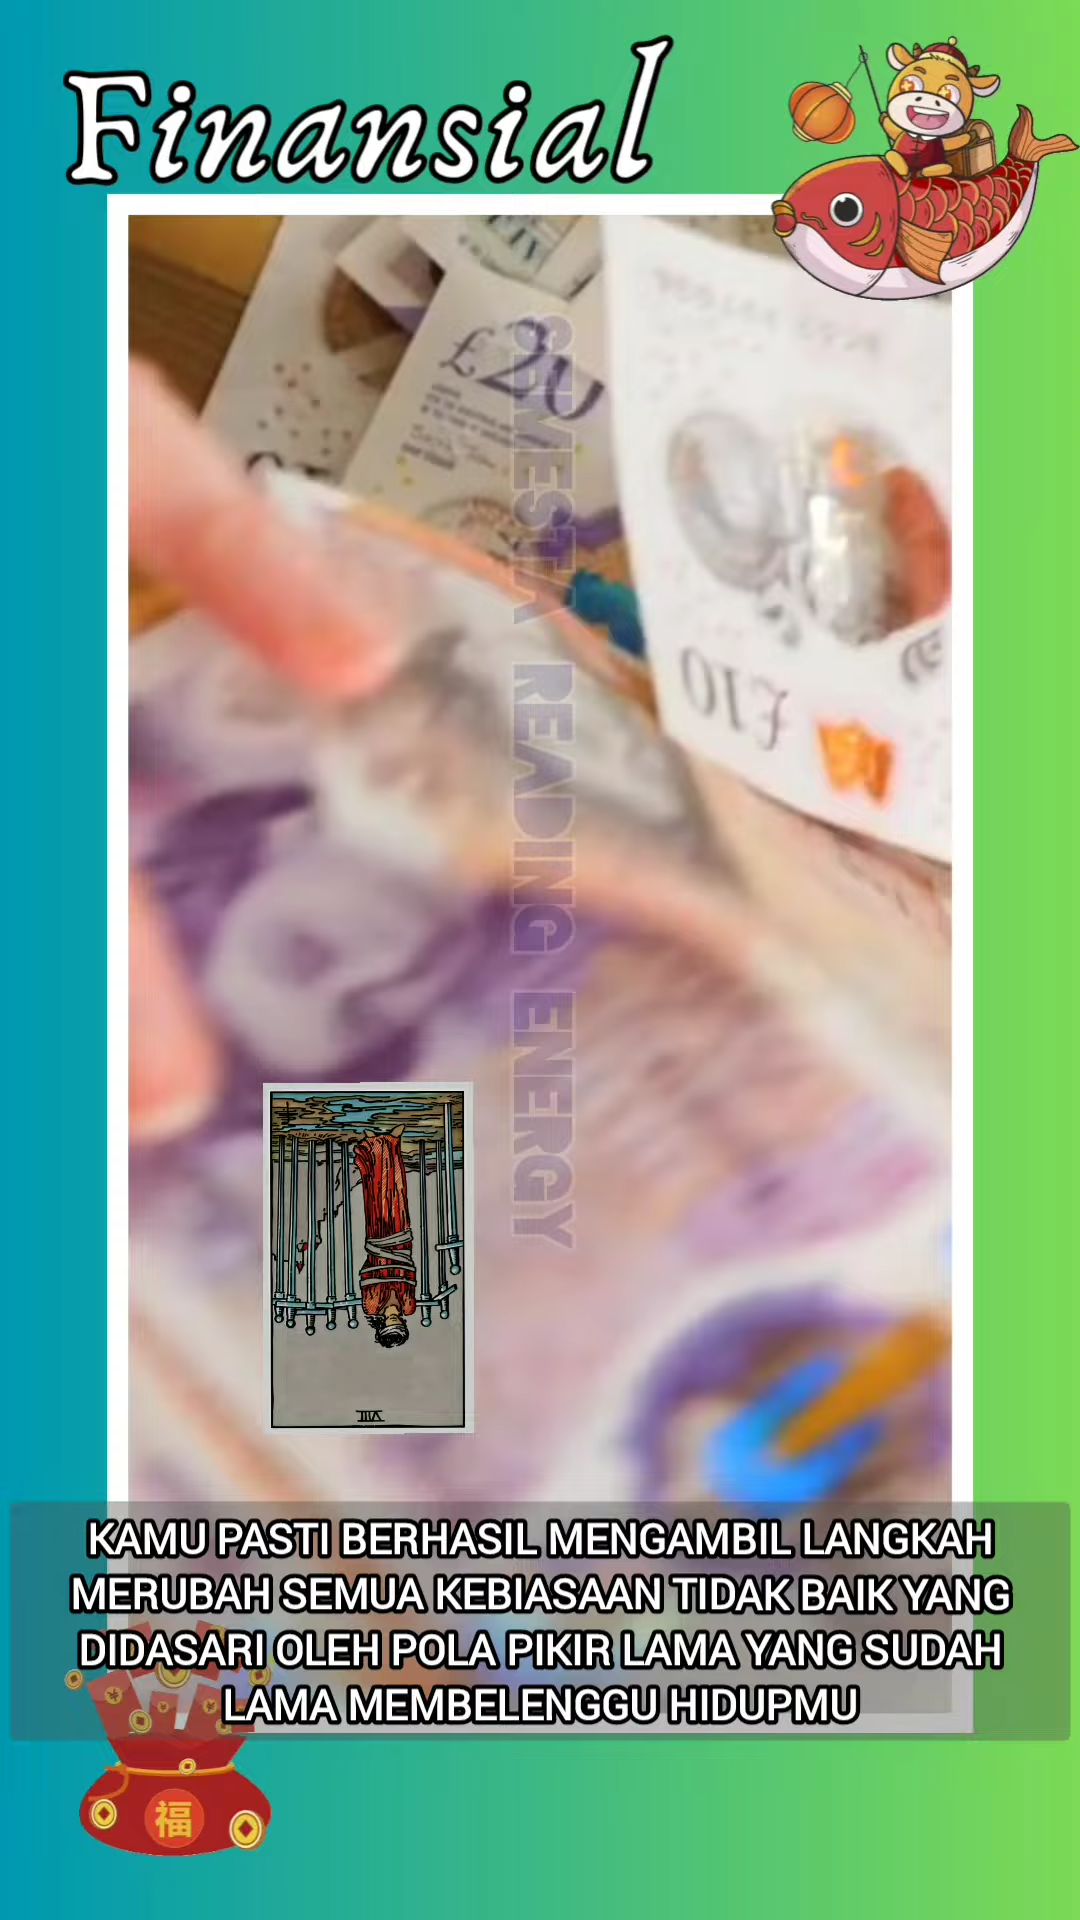 Finansial
£20
£10
SEMESTA READING ENERGY
VIII
KAMU PASTI BERHASIL MENGAMBIL LANGKAH
MERUBAH SEMUA KEBIASAAN TIDAK BAIK YANG
DIDASARI OLEH POLA PIKIR LAMA YANG SUDAH
LAMA MEMBELENGGU HIDUPMU
福